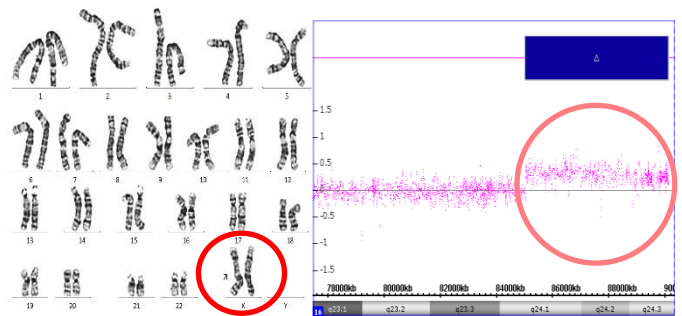 1 2 3 4 5
6 7 8 9 10 11 12
13 14 15 16 17 18
19 20 21 22 X Y
1.5
0.5
0
-0.5
-1
-1.5
78000kb 80000kb 82000kb 84000kb 86000kb 88000kb 900
16 q23.1 q23.2 q23.3 q24.1 q24.2 q24.3